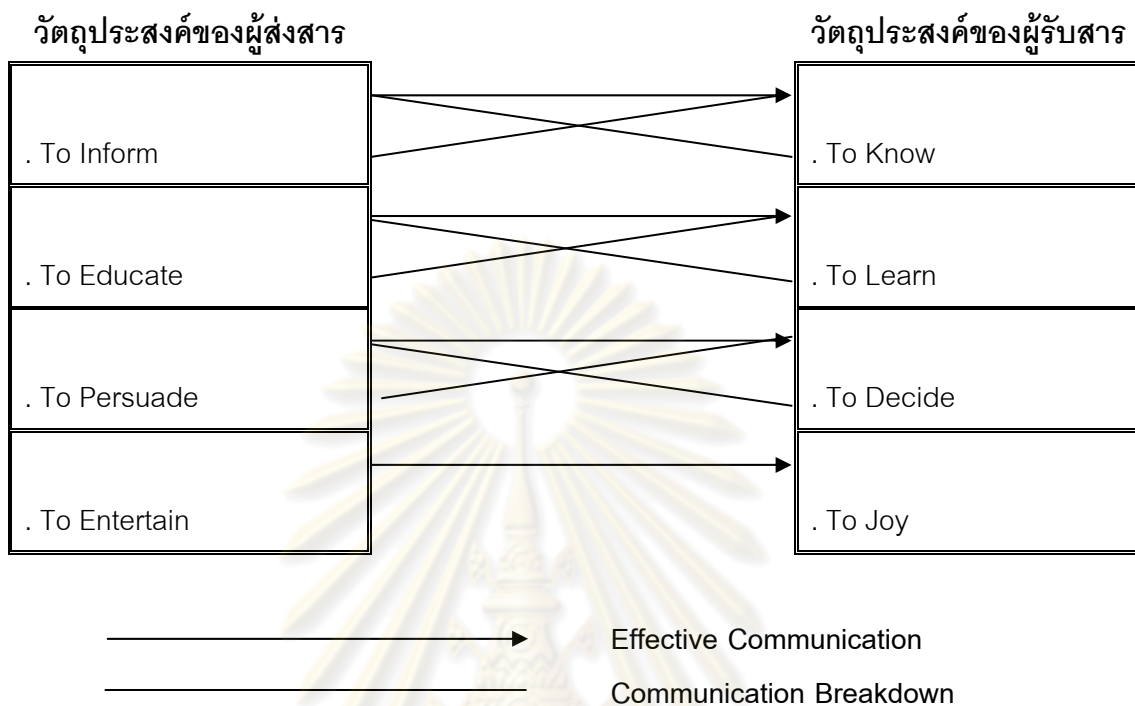 วัตถุประสงค์ของผู้ส่งสาร วัตถุประสงค์ของผู้รับสาร
. To Inform . To Know
. To Educate . To Learn
. To Persuade . To Decide
. To Entertain . To Joy
Effective Communication
Communication Breakdown